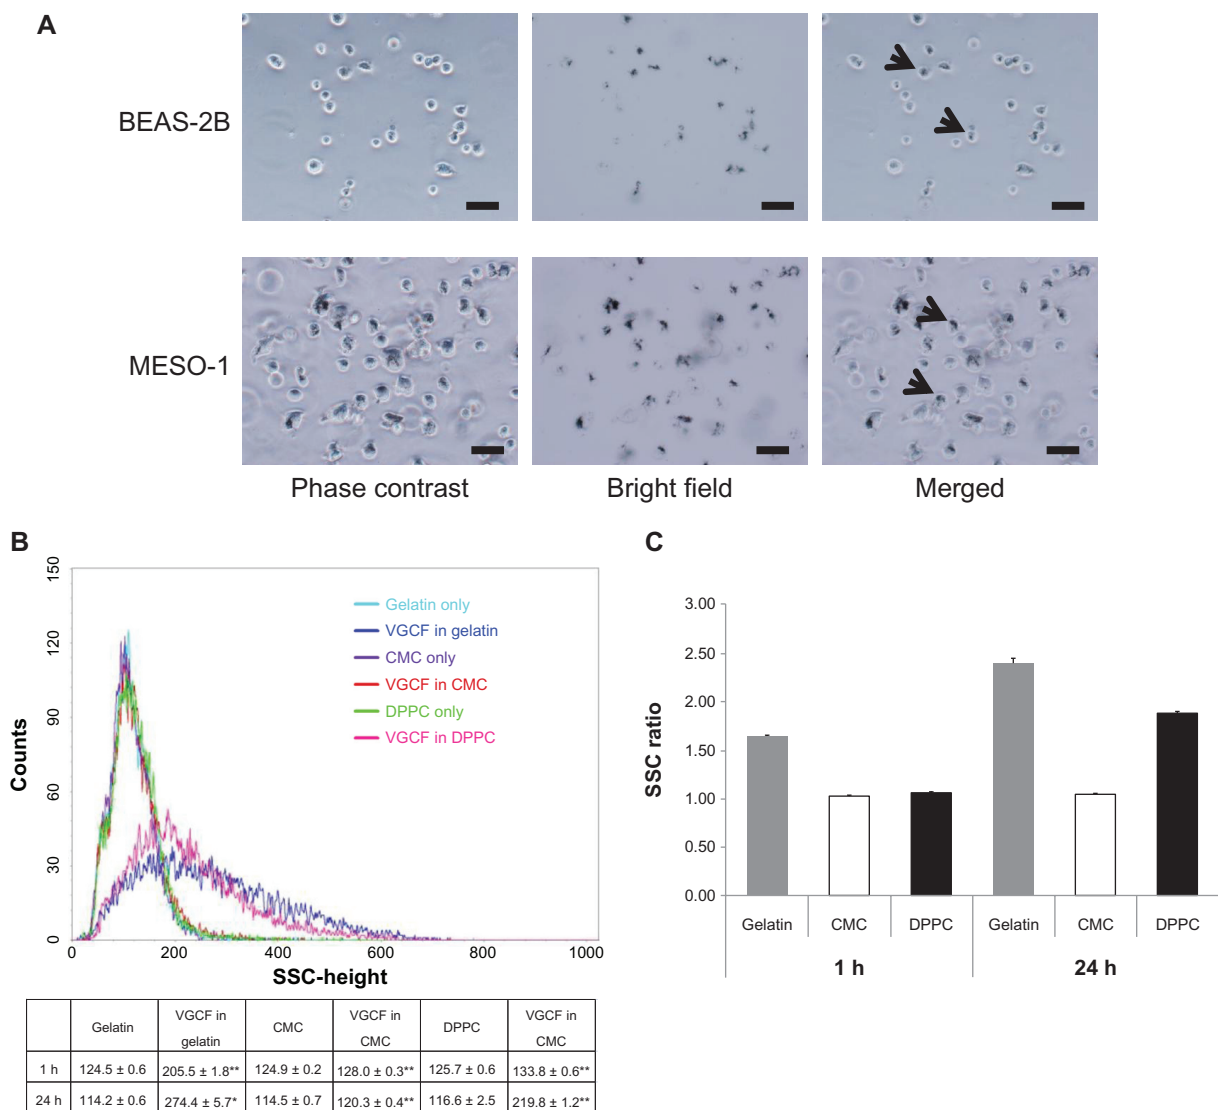 A
BEAS-2B
MESO-1
Phase contrast
Bright field
Merged
B
150
120
90
60
30
0
Counts
Gelatin only
VGCF in gelatin
CMC only
VGCF in CMC
DPPC only
VGCF in DPPC
0
200
400
600
800
1000
SSC-height
Gelatin
VGCF in gelatin
CMC
VGCF in CMC
DPPC
VGCF in CMC
1 h 124.5 ± 0.6 205.5 ± 1.8** 124.9 ± 0.2 128.0 ± 0.3** 125.7 ± 0.6 133.8 ± 0.6**
24 h 114.2 ± 0.6 274.4 ± 5.7* 114.5 ± 0.7 120.3 ± 0.4** 116.6 ± 2.5 219.8 ± 1.2**
C
3.00
2.50
2.00
1.50
1.00
0.50
0.00
SSC ratio
Gelatin
CMC
DPPC
Gelatin
CMC
DPPC
1 h
24 h